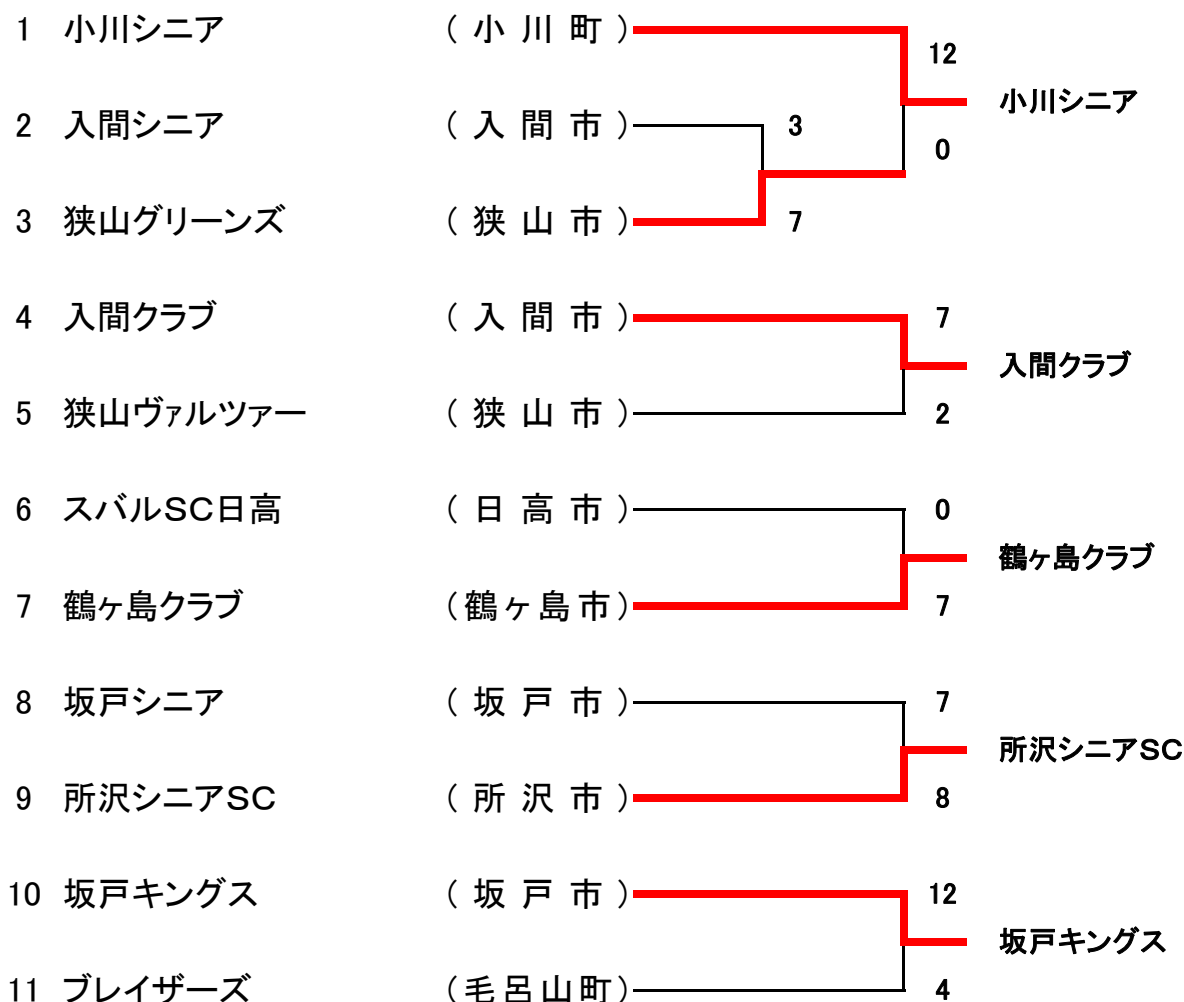 1 小川シニア （ 小 川 町 ） 12
小川シニア
2 入間シニア （ 入 間 市 ） 3
0
3 狭山グリーンズ （ 狭 山 市 ） 7
4 入間クラブ （ 入 間 市 ） 7
入間クラブ
5 狭山ヴァルツァー （ 狭 山 市 ） 2
6 スバルSC日高 （ 日 高 市 ） 0
鶴ヶ島クラブ
7 鶴ヶ島クラブ （鶴ヶ島市） 7
8 坂戸シニア （ 坂 戸 市 ） 7
所沢シニアSC
9 所沢シニアSC （ 所 沢 市 ） 8
10 坂戸キングス （ 坂 戸 市 ） 12
坂戸キングス
11 ブレイザーズ （毛呂山町） 4